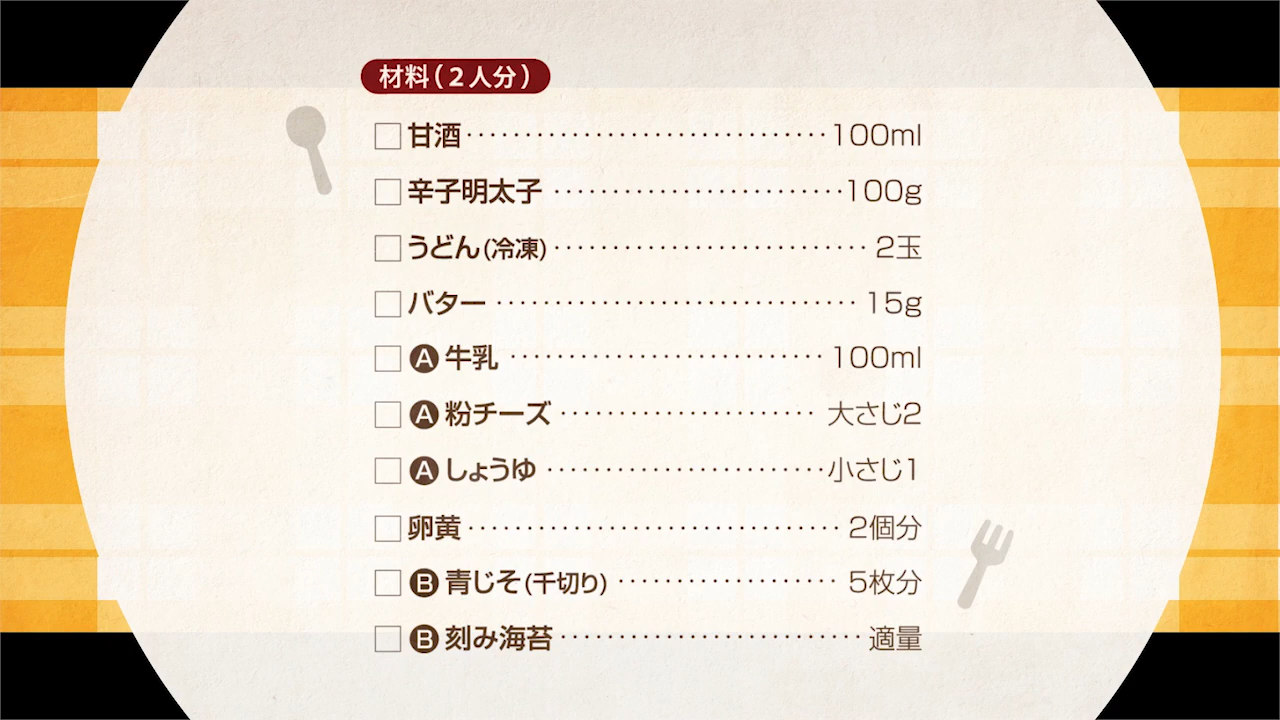 材料(２人分)
□甘酒………………………………100ml
□辛子明太子………………………100g
□うどん(冷凍)………………………2玉
□バター……………………………15g
□Ⓐ牛乳……………………………100ml
□Ⓐ粉チーズ……………………大さじ2
□Ⓐしょうゆ………………………小さじ1
□卵黄………………………………2個分
□Ⓑ青じそ(千切り)…………………5枚分
□Ⓑ刻み海苔…………………………適量